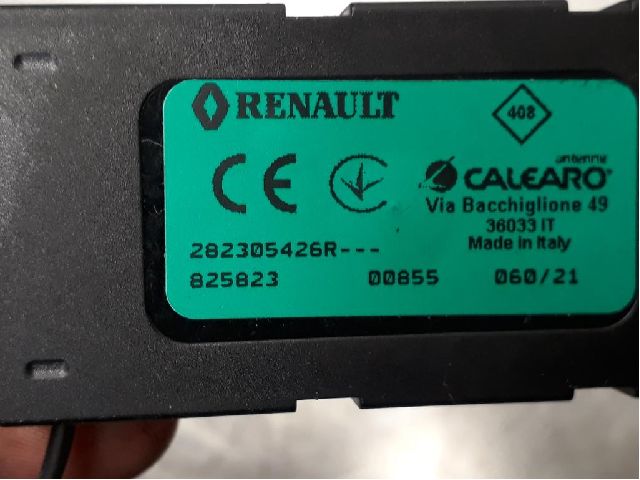 RENAULT
408
CE
antenne
CALEARO
Via Bacchiglione 49
36033 IT
Made in Italy
282305426R---
825823 00855 060/21